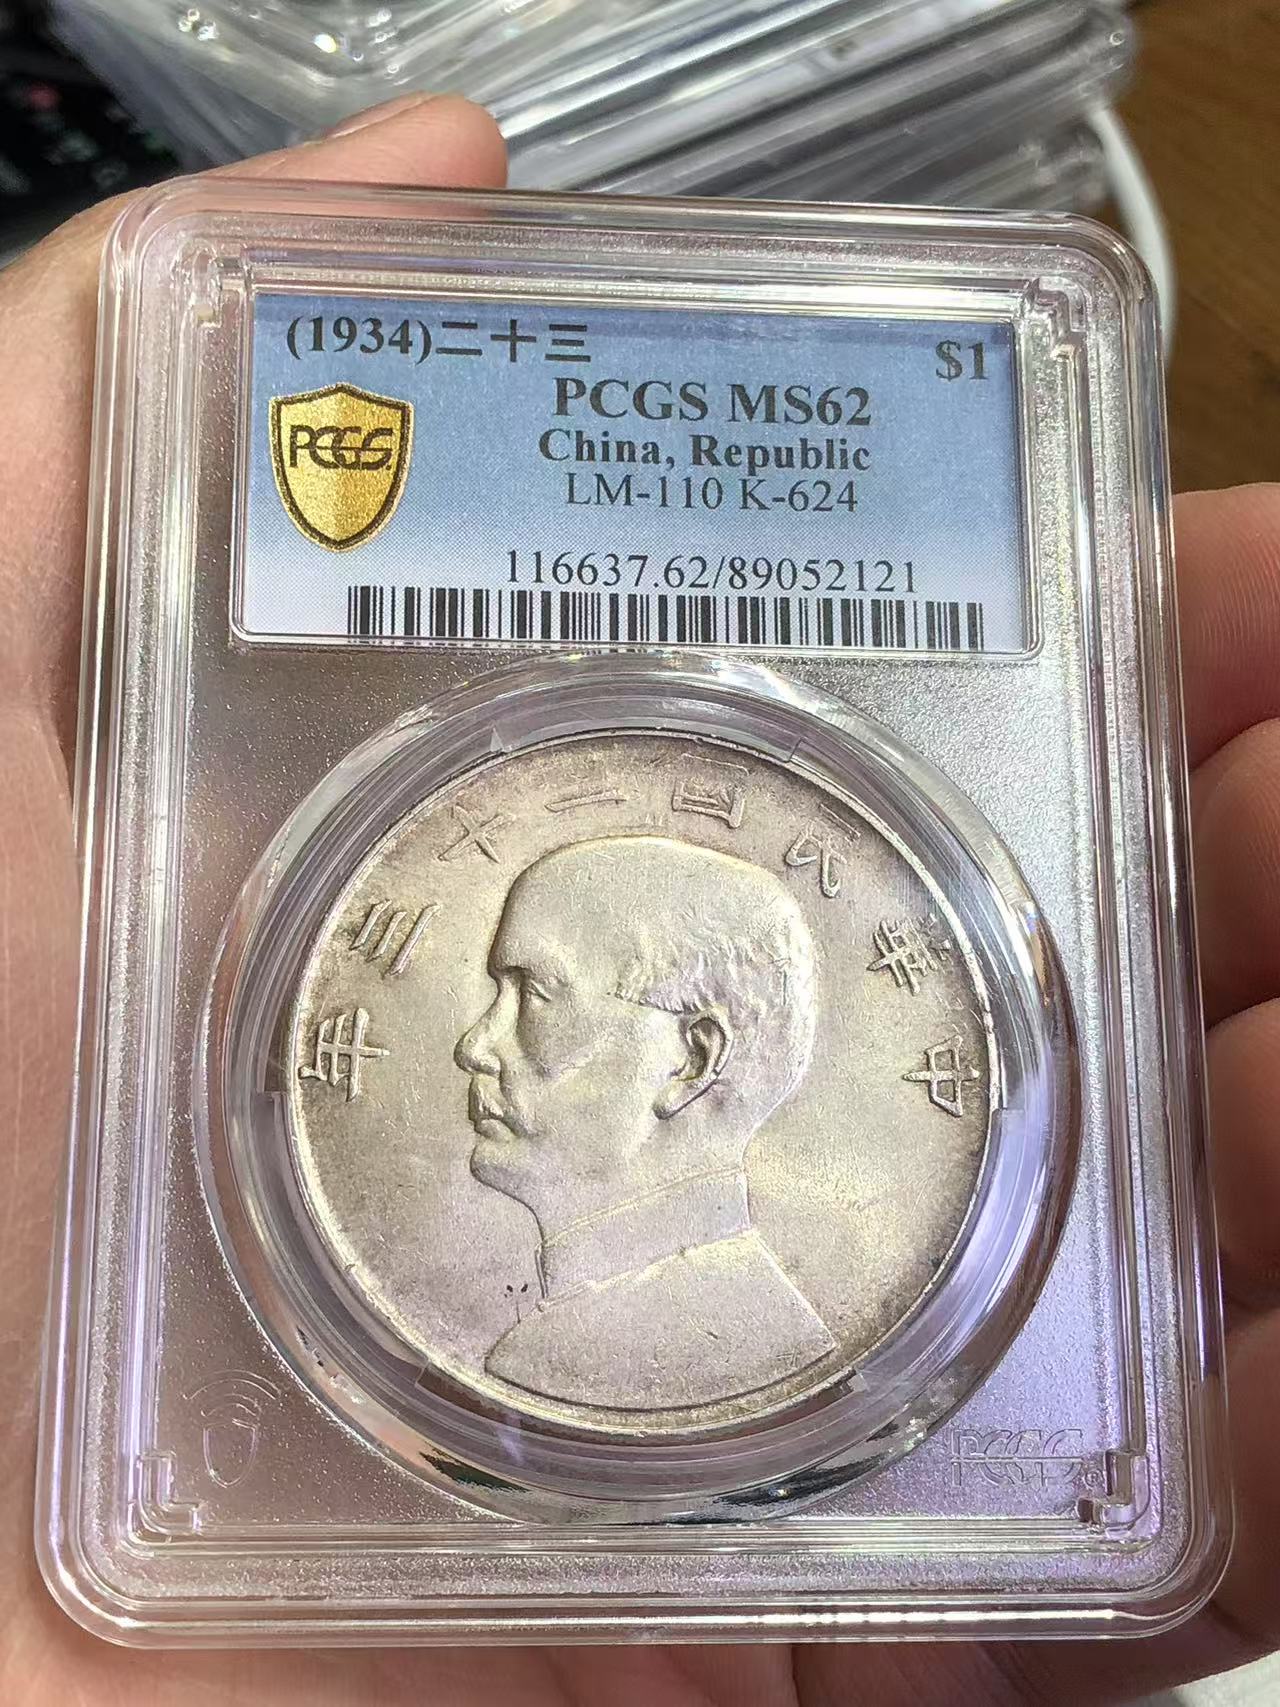 (1934)二十三
$1
PCGS MS62
China, Republic
LM-110 K-624
116637.62/89052121
PCGS
中華民國二十三年
PCGS